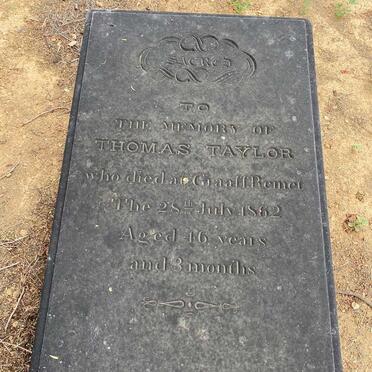 SACRED
TO
THE MEMORY OF
THOMAS TAYLOR
who died at Graaff Reinet
The 28th July 1862
Aged 46 years
and 3 months